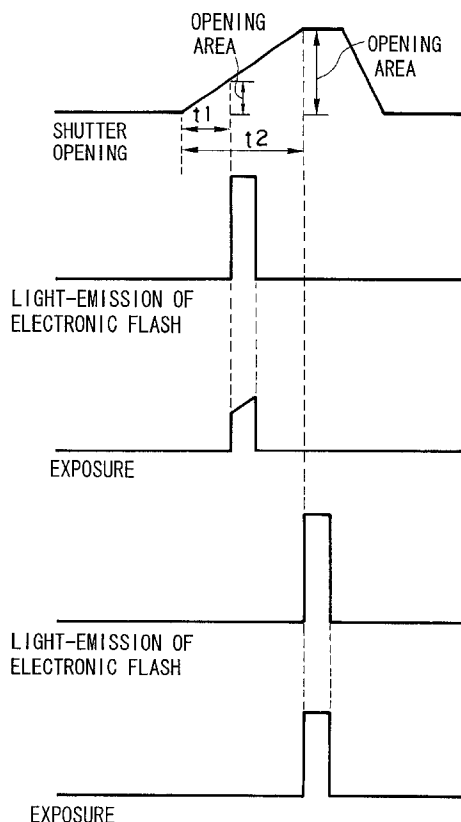 OPENING
AREA
OPENING
AREA
t1
SHUTTER
OPENING
t2
LIGHT-EMISSION OF
ELECTRONIC FLASH
EXPOSURE
LIGHT-EMISSION OF
ELECTRONIC FLASH
EXPOSURE